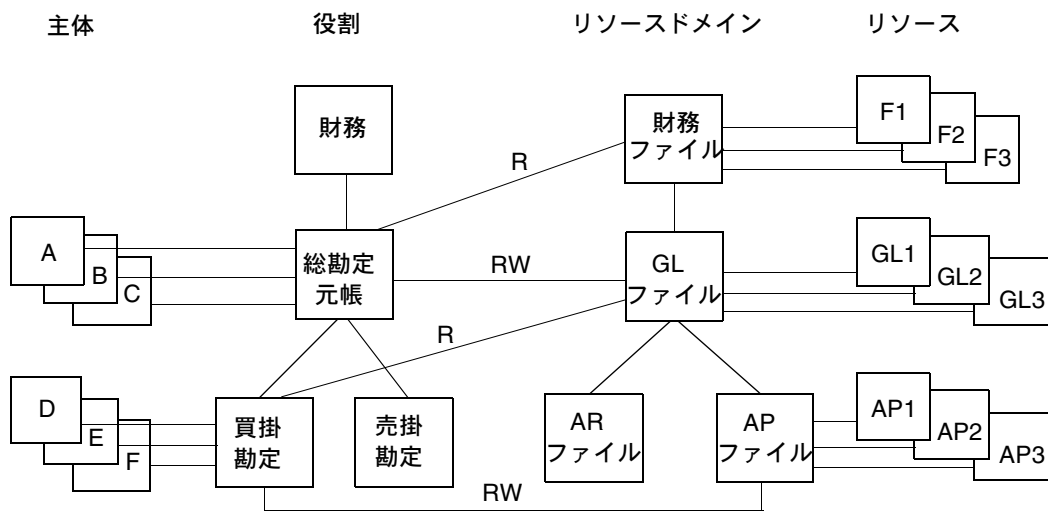 主体
役割
リソースドメイン
リソース
財務
財務
ファイル
F1
F2
F3
R
A
B
C
総勘定
元帳
RW
GL
ファイル
GL1
GL2
GL3
R
D
E
F
買掛
勘定
売掛
勘定
AR
ファイル
AP
ファイル
AP1
AP2
AP3
RW